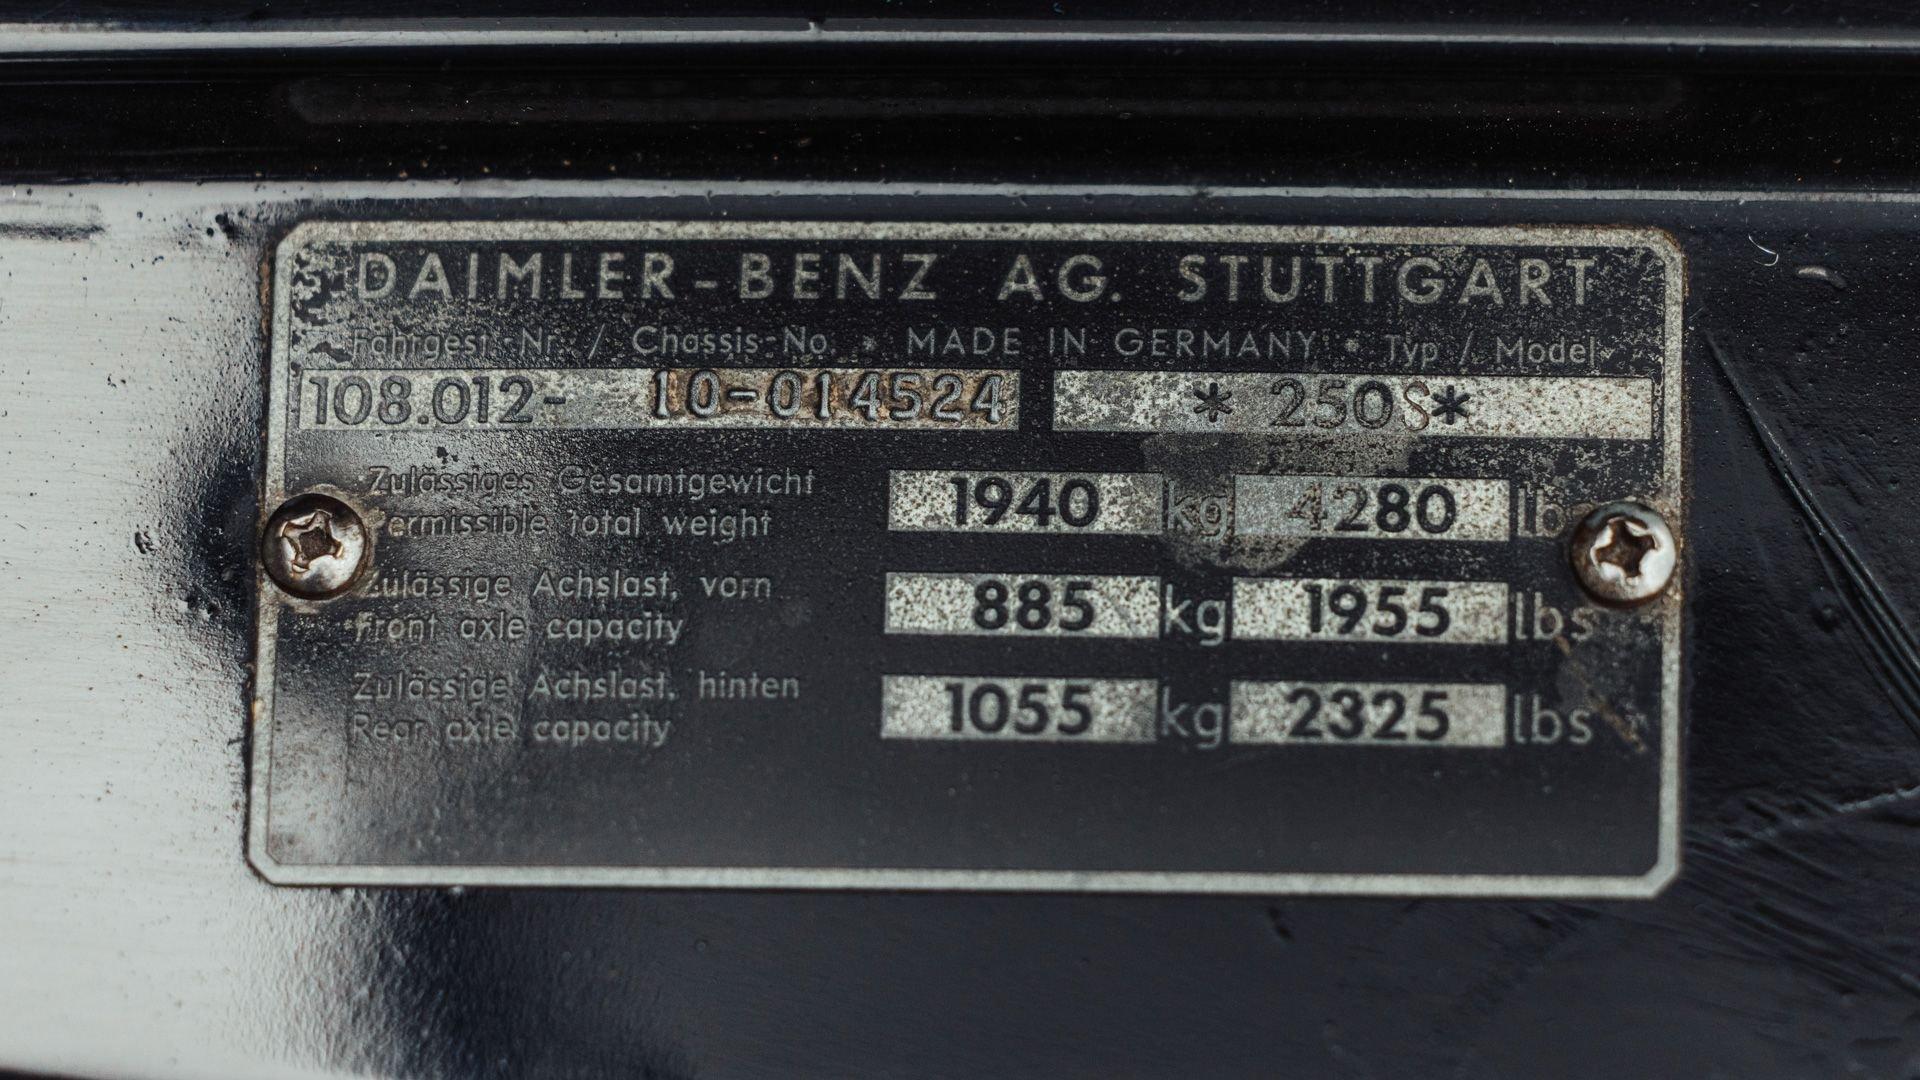 DAIMLER-BENZ AG. STUTTGART
Fahrgest.-Nr. / Chassis-No. • MADE IN GERMANY • Typ / Model
108.012- 10-014524 * 250S*
Zulässiges Gesamtgewicht
Permissible total weight 1940 kg 4280 lbs
Zulässige Achslast, vorn
Front axle capacity 885 kg 1955 lbs
Zulässige Achslast, hinten
Rear axle capacity 1055 kg 2325 lbs